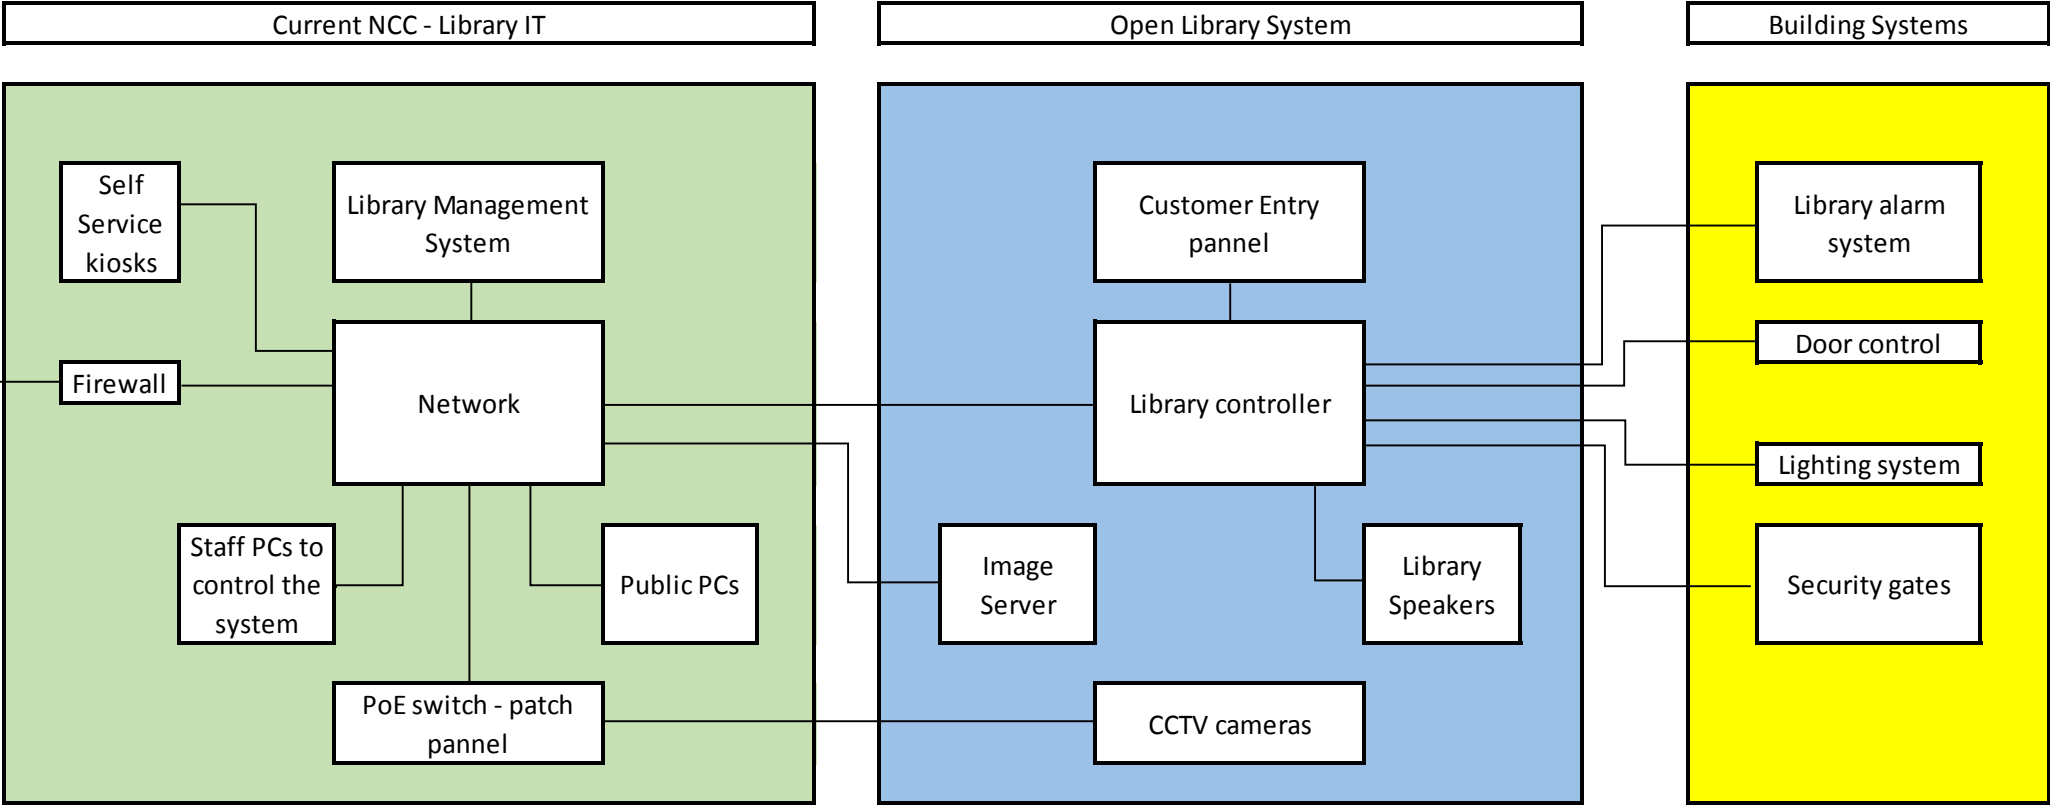 Current NCC - Library IT
Open Library System
Building Systems
Self
Service
kiosks
Library Management
System
Firewall
Network
Staff PCs to
control the
system
Public PCs
PoE switch - patch
pannel
Customer Entry
pannel
Library controller
Image
Server
Library
Speakers
CCTV cameras
Library alarm
system
Door control
Lighting system
Security gates